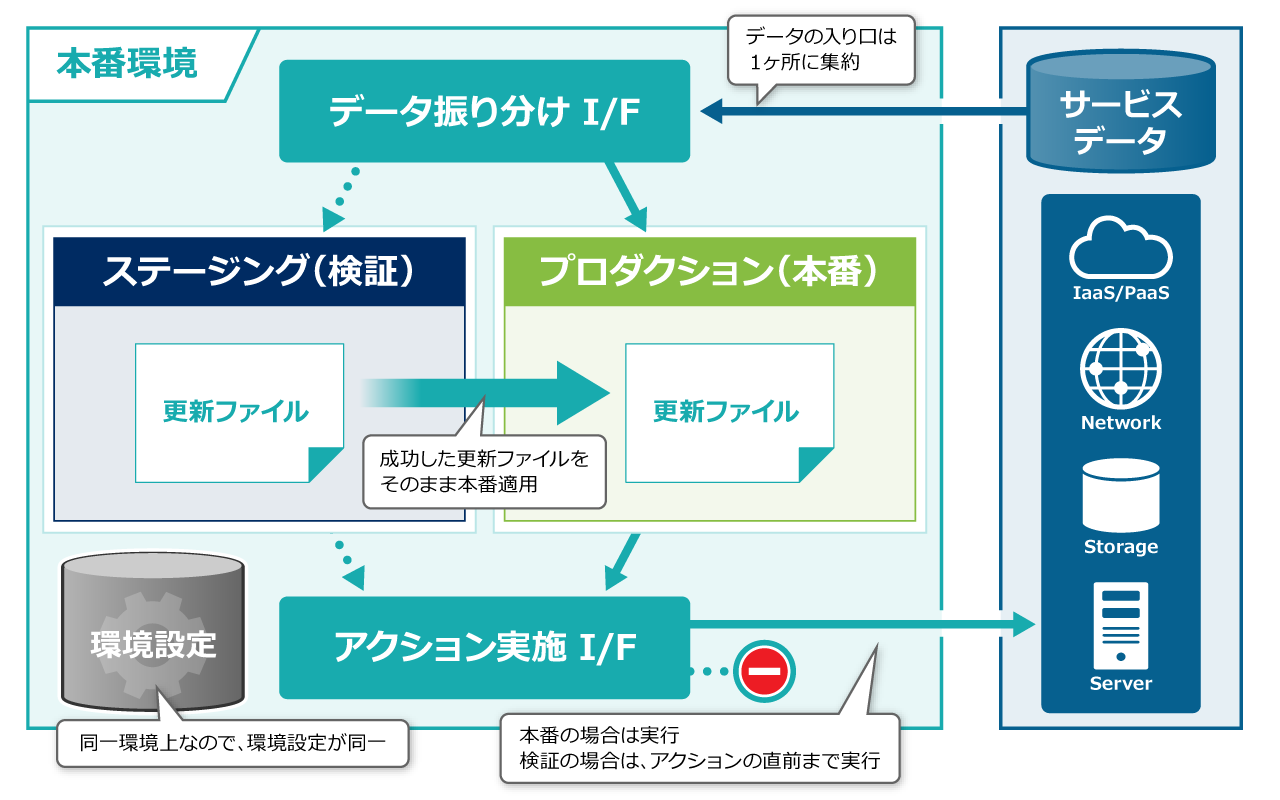 本番環境
データ振り分け I/F
データの入り口は
1ヶ所に集約
サービス
データ
ステージング(検証)
プロダクション(本番)
更新ファイル
更新ファイル
成功した更新ファイルを
そのまま本番適用
IaaS/PaaS
Network
Storage
Server
環境設定
アクション実施 I/F
同一環境上なので、環境設定が同一
本番の場合は実行
検証の場合は、アクションの直前まで実行